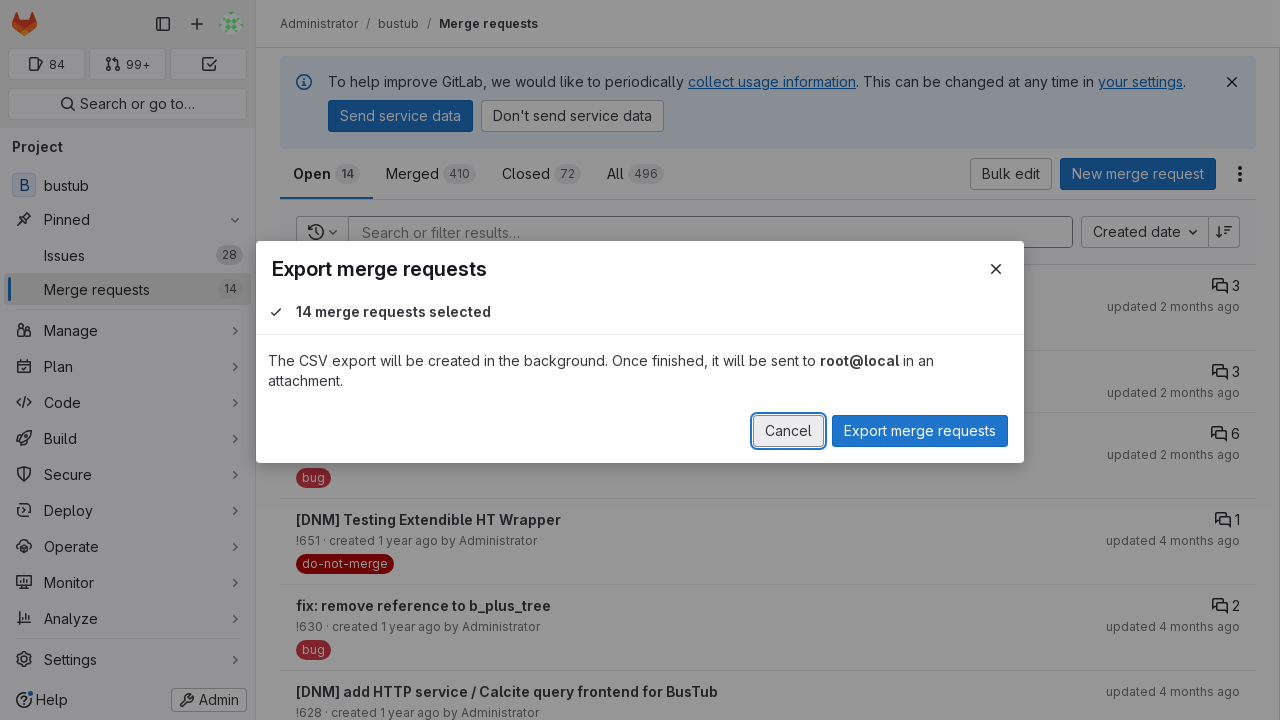 Administrator / bustub / Merge requests
84
99+
Search or go to…
To help improve GitLab, we would like to periodically collect usage information. This can be changed at any time in your settings.
Send service data
Don't send service data
Project
B bustub
Pinned
Issues 28
Merge requests 14
Manage
Plan
Code
Build
Secure
Deploy
Operate
Monitor
Analyze
Settings
Help
Admin
Open 14
Merged 410
Closed 72
All 496
Bulk edit
New merge request
Search or filter results…
Created date
3
updated 2 months ago
3
updated 2 months ago
6
updated 2 months ago
Export merge requests
14 merge requests selected
The CSV export will be created in the background. Once finished, it will be sent to root@local in an
attachment.
Cancel
Export merge requests
bug
[DNM] Testing Extendible HT Wrapper
1
!651 · created 1 year ago by Administrator
updated 4 months ago
do-not-merge
fix: remove reference to b_plus_tree
2
!630 · created 1 year ago by Administrator
updated 4 months ago
bug
[DNM] add HTTP service / Calcite query frontend for BusTub
updated 4 months ago
!628 · created 1 year ago by Administrator